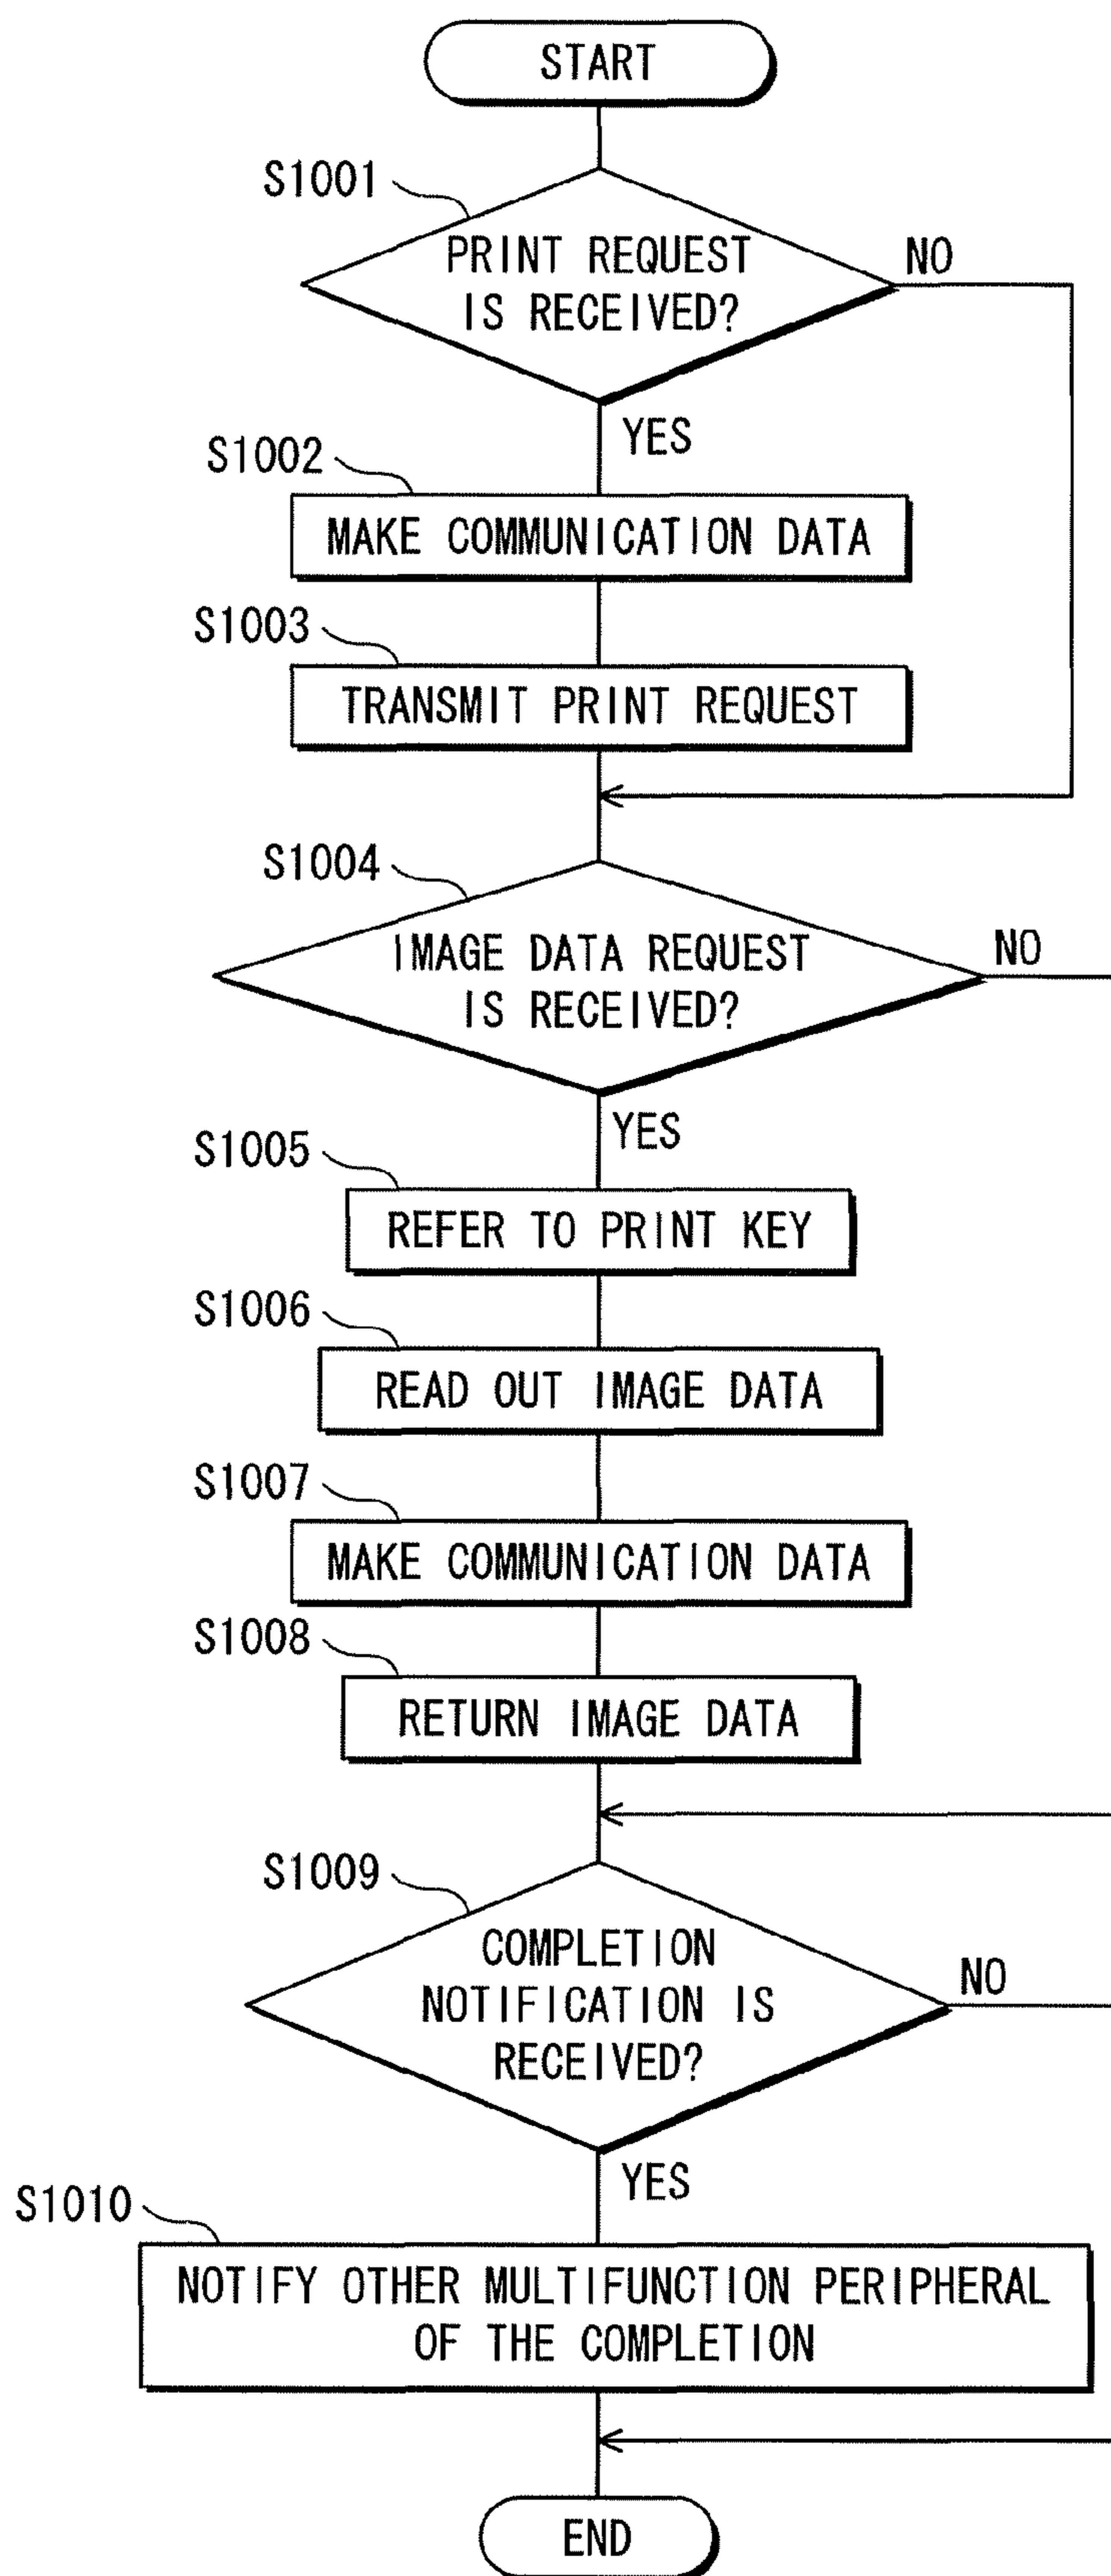 START
S1001
PRINT REQUEST
IS RECEIVED?
NO
YES
S1002
MAKE COMMUNICATION DATA
S1003
TRANSMIT PRINT REQUEST
S1004
IMAGE DATA REQUEST
IS RECEIVED?
NO
YES
S1005
REFER TO PRINT KEY
S1006
READ OUT IMAGE DATA
S1007
MAKE COMMUNICATION DATA
S1008
RETURN IMAGE DATA
S1009
COMPLETION
NOTIFICATION IS
RECEIVED?
NO
YES
S1010
NOTIFY OTHER MULTIFUNCTION PERIPHERAL
OF THE COMPLETION
END